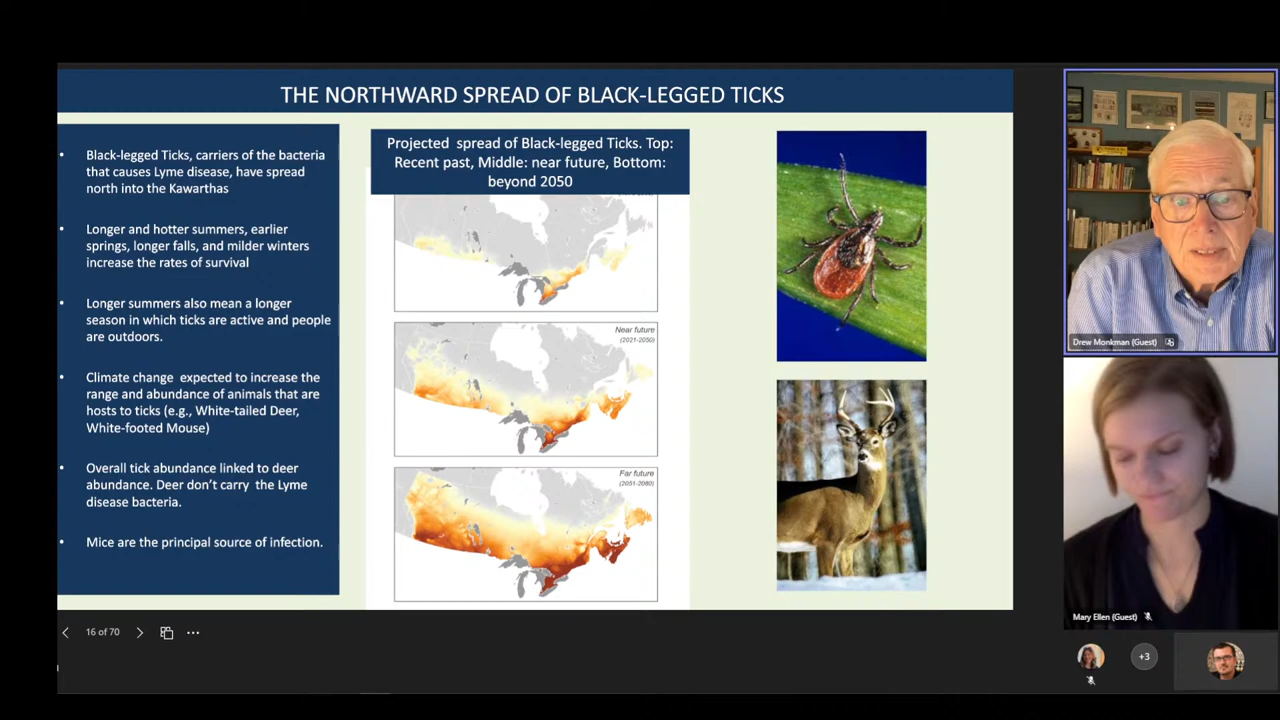 THE NORTHWARD SPREAD OF BLACK-LEGGED TICKS
• Black-legged Ticks, carriers of the bacteria
that causes Lyme disease, have spread
north into the Kawarthas
• Longer and hotter summers, earlier
springs, longer falls, and milder winters
increase the rates of survival
• Longer summers also mean a longer
season in which ticks are active and people
are outdoors.
• Climate change expected to increase the
range and abundance of animals that are
hosts to ticks (e.g., White-tailed Deer,
White-footed Mouse)
• Overall tick abundance linked to deer
abundance. Deer don't carry the Lyme
disease bacteria.
• Mice are the principal source of infection.
Projected spread of Black-legged Ticks. Top:
Recent past, Middle: near future, Bottom:
beyond 2050
Near future
(2021-2050)
Far future
(2051-2080)
Drew Monkman (Guest)
Mary Ellen (Guest)
+3
16 of 70